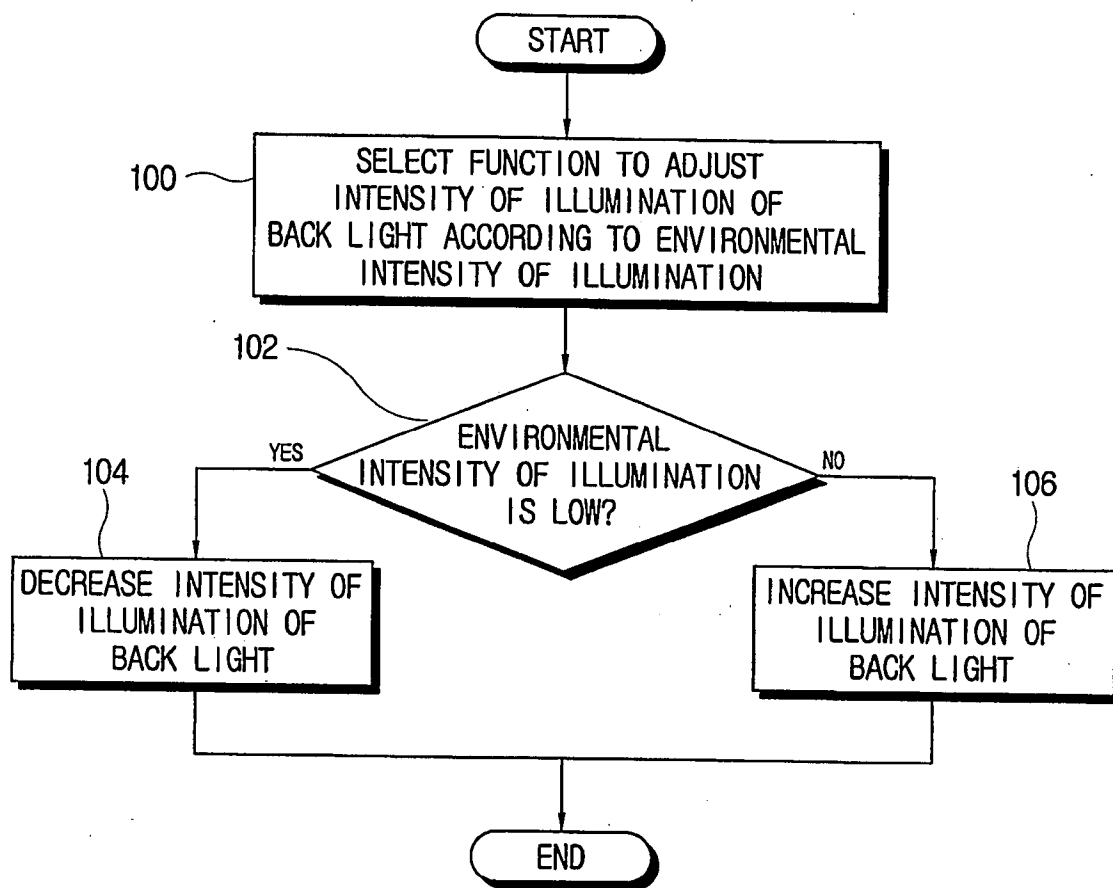 START
100
SELECT FUNCTION TO ADJUST
INTENSITY OF ILLUMINATION OF
BACK LIGHT ACCORDING TO ENVIRONMENTAL
INTENSITY OF ILLUMINATION
102
ENVIRONMENTAL
INTENSITY OF ILLUMINATION
IS LOW?
YES
NO
104
DECREASE INTENSITY OF
ILLUMINATION OF
BACK LIGHT
106
INCREASE INTENSITY OF
ILLUMINATION OF
BACK LIGHT
END